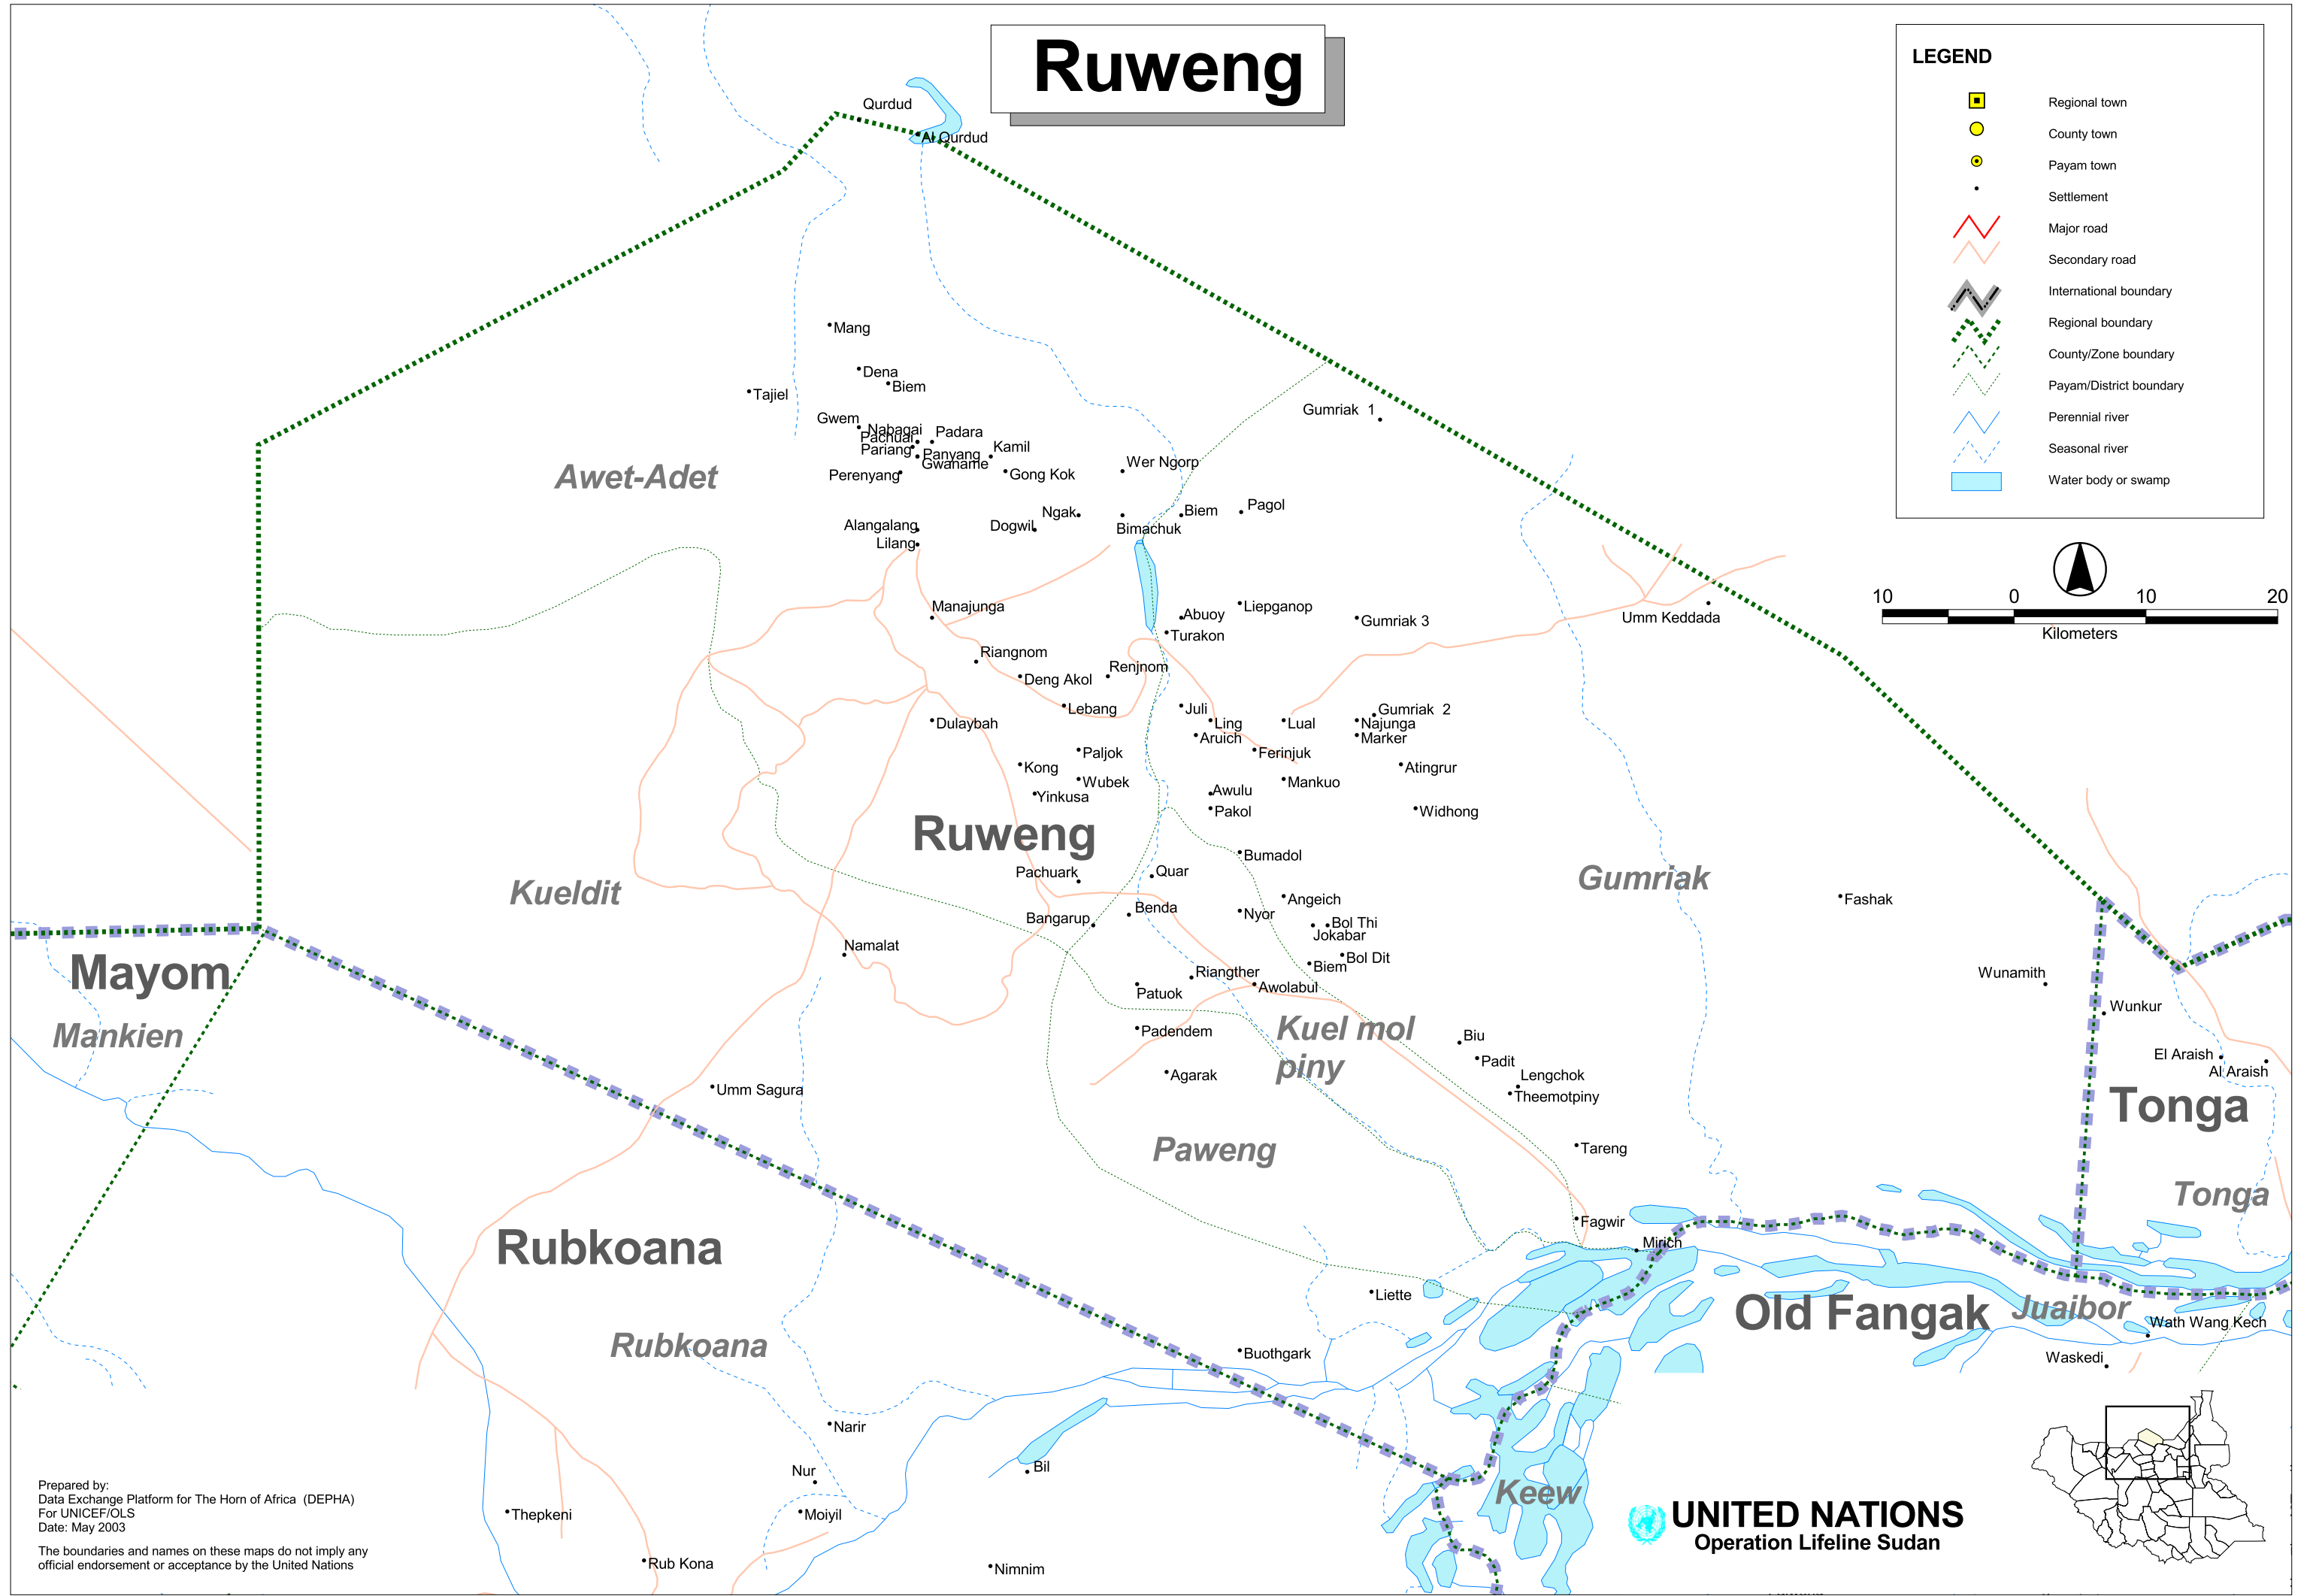 Ruweng
LEGEND
Regional town
County town
Payam town
Settlement
Major road
Secondary road
International boundary
Regional boundary
County/Zone boundary
Payam/District boundary
Perennial river
Seasonal river
Water body or swamp
10 0 10 20
Kilometers
Qurdud
Al Qurdud
Mang
Dena
Biem
Tajiel
Gumriak 1
Gwem
Nabagai
Padara
Pachual
Pariang
Panyang
Kamil
Gwaname
Perenyang
Gong Kok
Wer Ngorp
Awet-Adet
Ngak
Biem
Pagol
Alangalang
Dogwil
Bimachuk
Lilang
Manajunga
Abuoy
Liepganop
Gumriak 3
Umm Keddada
Turakon
Riangnom
Renjnom
Deng Akol
Lebang
Juli
Gumriak 2
Dulaybah
Ling
Lual
Najunga
Aruich
Marker
Paljok
Ferinjuk
Kong
Atingrur
Wubek
Mankuo
Yinkusa
Awulu
Pakol
Widhong
Ruweng
Bumadol
Pachuark
Quar
Gumriak
Kueldit
Angeich
Fashak
Benda
Nyor
Bangarup
Bol Thi
Jokabar
Namalat
Bol Dit
Biem
Mayom
Riangther
Wunamith
Patuok
Awolabul
Wunkur
Mankien
Padendem
Kuel mol
piny
Biu
Padit
El Araish
Al Araish
Agarak
Lengchok
Theemotpiny
Umm Sagura
Tonga
Paweng
Tareng
Tonga
Fagwir
Rubkoana
Mirich
Liette
Old Fangak
Juaibor
Wath Wang Kech
Rubkoana
Buothgark
Waskedi
Narir
Nur
Bil
Keew
Thepkeni
Moiyil
Rub Kona
Nimnim
Prepared by:
Data Exchange Platform for The Horn of Africa (DEPHA)
For UNICEF/OLS
Date: May 2003
The boundaries and names on these maps do not imply any
official endorsement or acceptance by the United Nations
UNITED NATIONS
Operation Lifeline Sudan